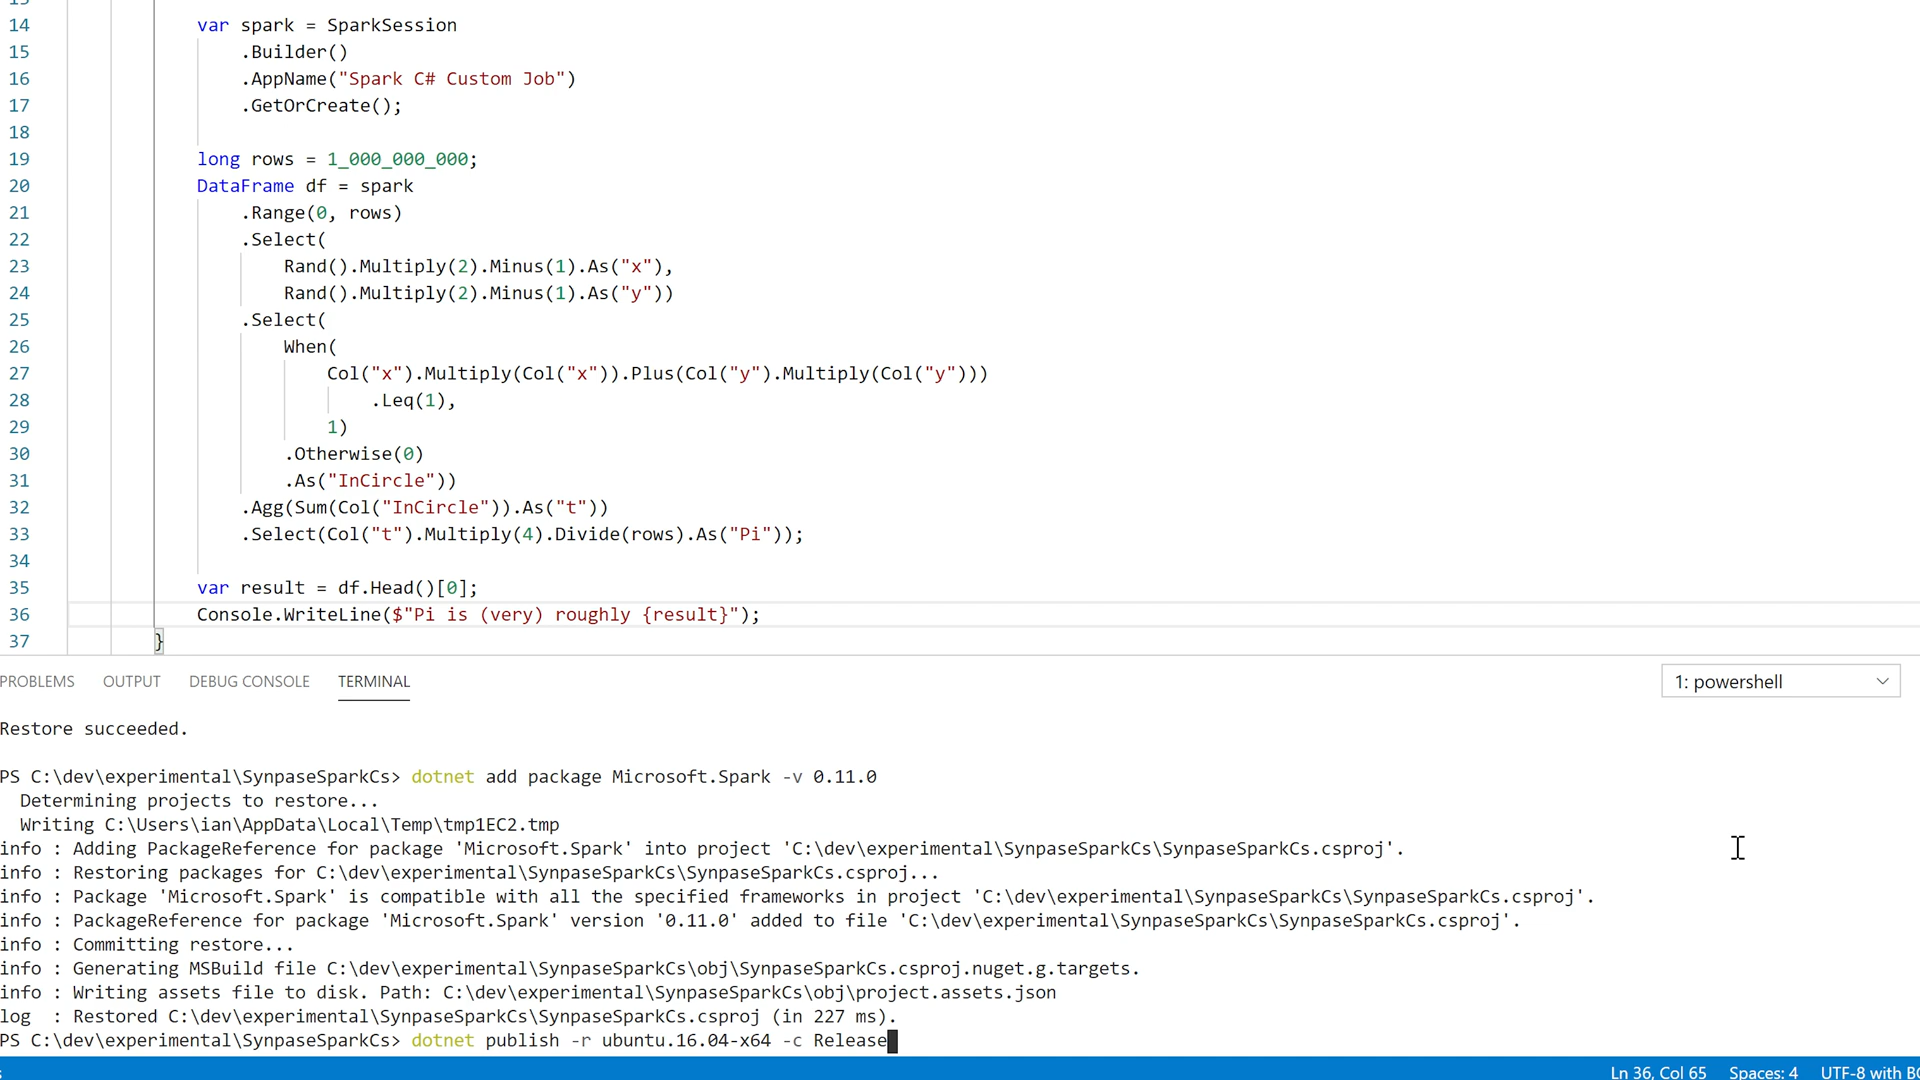 14 var spark = SparkSession
15 .Builder()
16 .AppName("Spark C# Custom Job")
17 .GetOrCreate();
18
19 long rows = 1_000_000_000;
20 DataFrame df = spark
21 .Range(0, rows)
22 .Select(
23 Rand().Multiply(2).Minus(1).As("x"),
24 Rand().Multiply(2).Minus(1).As("y"))
25 .Select(
26 When(
27 Col("x").Multiply(Col("x")).Plus(Col("y").Multiply(Col("y")))
28 .Leq(1),
29 1)
30 .Otherwise(0)
31 .As("InCircle"))
32 .Agg(Sum(Col("InCircle")).As("t"))
33 .Select(Col("t").Multiply(4).Divide(rows).As("Pi"));
34
35 var result = df.Head()[0];
36 Console.WriteLine($"Pi is (very) roughly {result}");
37 }
PROBLEMS OUTPUT DEBUG CONSOLE TERMINAL 1: powershell
Restore succeeded.
PS C:\dev\experimental\SynpaseSparkCs> dotnet add package Microsoft.Spark -v 0.11.0
Determining projects to restore...
Writing C:\Users\ian\AppData\Local\Temp\tmp1EC2.tmp
info : Adding PackageReference for package 'Microsoft.Spark' into project 'C:\dev\experimental\SynpaseSparkCs\SynpaseSparkCs.csproj'.
info : Restoring packages for C:\dev\experimental\SynpaseSparkCs\SynpaseSparkCs.csproj...
info : Package 'Microsoft.Spark' is compatible with all the specified frameworks in project 'C:\dev\experimental\SynpaseSparkCs\SynpaseSparkCs.csproj'.
info : PackageReference for package 'Microsoft.Spark' version '0.11.0' added to file 'C:\dev\experimental\SynpaseSparkCs\SynpaseSparkCs.csproj'.
info : Committing restore...
info : Generating MSBuild file C:\dev\experimental\SynpaseSparkCs\obj\SynpaseSparkCs.csproj.nuget.g.targets.
info : Writing assets file to disk. Path: C:\dev\experimental\SynpaseSparkCs\obj\project.assets.json
log : Restored C:\dev\experimental\SynpaseSparkCs\SynpaseSparkCs.csproj (in 227 ms).
PS C:\dev\experimental\SynpaseSparkCs> dotnet publish -r ubuntu.16.04-x64 -c Release
Ln 36, Col 65 Spaces: 4 UTF-8 with